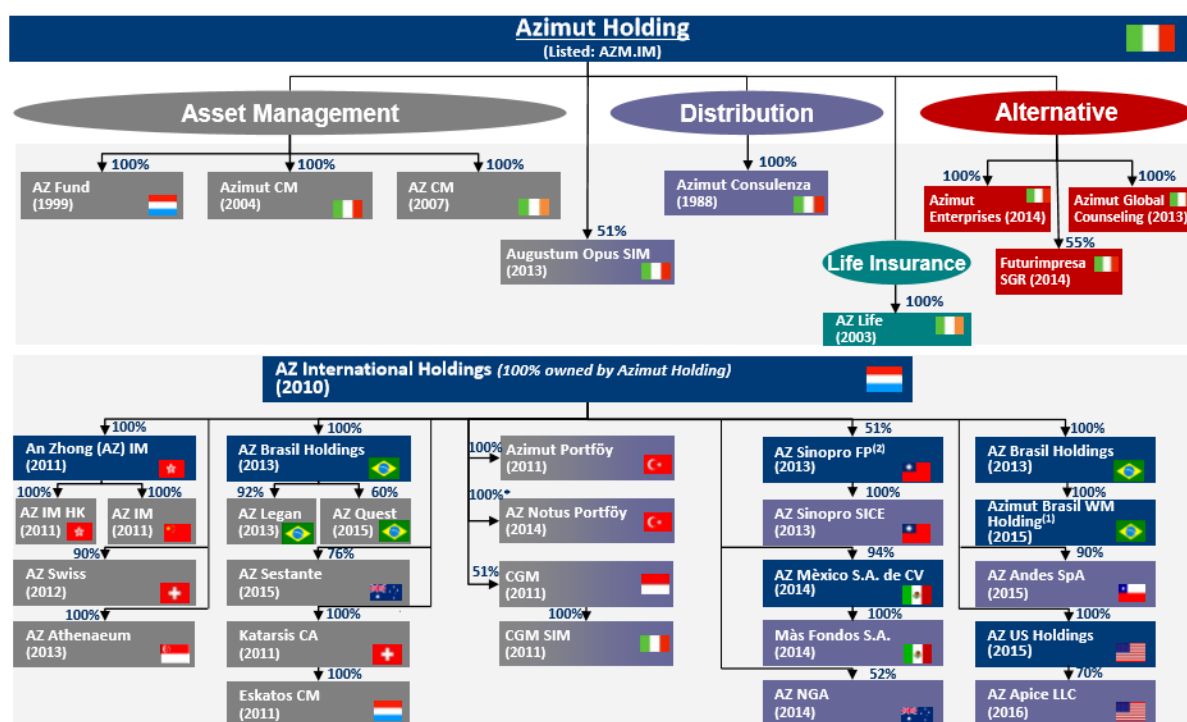 Azimut Holding
(Listed: AZM.IM)
Asset Management
Distribution
Alternative
100%
100%
100%
100%
100%
100%
AZ Fund
(1999)
Azimut CM
(2004)
AZ CM
(2007)
Azimut Consulenza
(1988)
Azimut
Enterprises (2014)
Azimut Global
Counseling (2013)
51%
Augustum Opus SIM
(2013)
55%
Futurimpresa
SGR (2014)
Life Insurance
100%
AZ Life
(2003)
AZ International Holdings (100% owned by Azimut Holding)
(2010)
100%
An Zhong (AZ) IM
(2011)
100%
100%
AZ IM HK
(2011)
AZ IM
(2011)
90%
AZ Swiss
(2012)
100%
AZ Athenaeum
(2013)
100%
AZ Brasil Holdings
(2013)
92%
60%
AZ Legan
(2013)
AZ Quest
(2015)
76%
AZ Sestante
(2015)
100%
Katarsis CA
(2011)
100%
Eskatos CM
(2011)
100%
Azimut Portföy
(2011)
100%*
AZ Notus Portföy
(2014)
51%
CGM
(2011)
100%
CGM SIM
(2011)
51%
AZ Sinopro FP(2)
(2013)
100%
AZ Sinopro SICE
(2013)
94%
AZ Mèxico S.A. de CV
(2014)
100%
Màs Fondos S.A.
(2014)
52%
AZ NGA
(2014)
100%
AZ Brasil Holdings
(2013)
100%
Azimut Brasil WM
Holding(1)
(2015)
90%
AZ Andes SpA
(2015)
100%
AZ US Holdings
(2015)
70%
AZ Apice LLC
(2016)